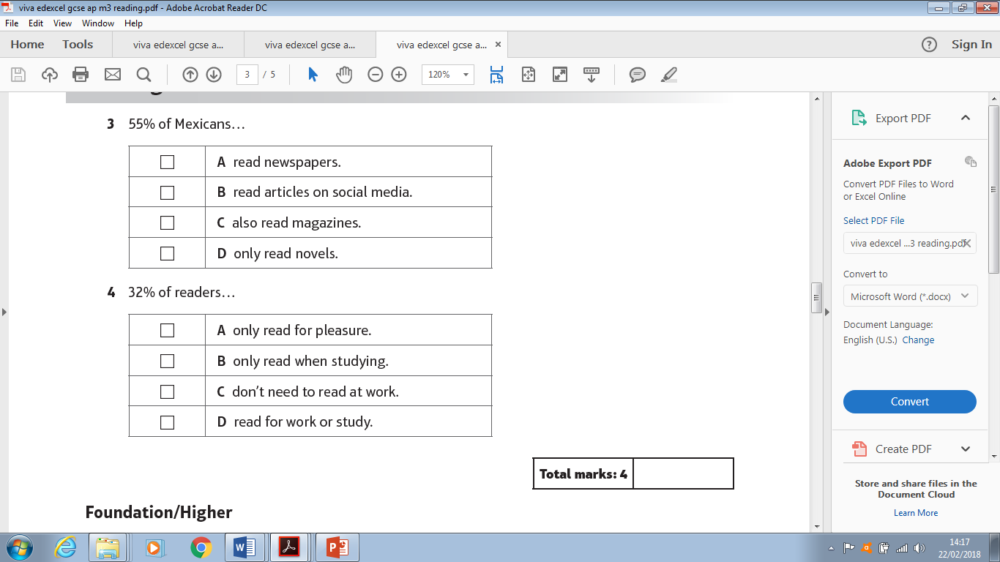 viva edexcel gcse ap m3 reading.pdf - Adobe Acrobat Reader DC
File Edit View Window Help
Home Tools viva edexcel gcse a... viva edexcel gcse a... viva edexcel gcse a... × ? Sign In
3 / 5 120%
3 55% of Mexicans…
A read newspapers.
B read articles on social media.
C also read magazines.
D only read novels.
4 32% of readers…
A only read for pleasure.
B only read when studying.
C don't need to read at work.
D read for work or study.
Total marks: 4
Foundation/Higher
Export PDF
Adobe Export PDF
Convert PDF Files to Word
or Excel Online
Select PDF File
viva edexcel ...3 reading.pdf
Convert to
Microsoft Word (*.docx)
Document Language:
English (U.S.) Change
Convert
Create PDF
Store and share files in the
Document Cloud
Learn More
14:17
22/02/2018